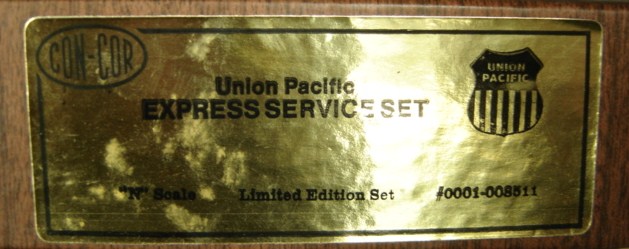 CON-COR
UNION
PACIFIC
Union Pacific
EXPRESS SERVICE SET
"N" Scale Limited Edition Set #0001-008511